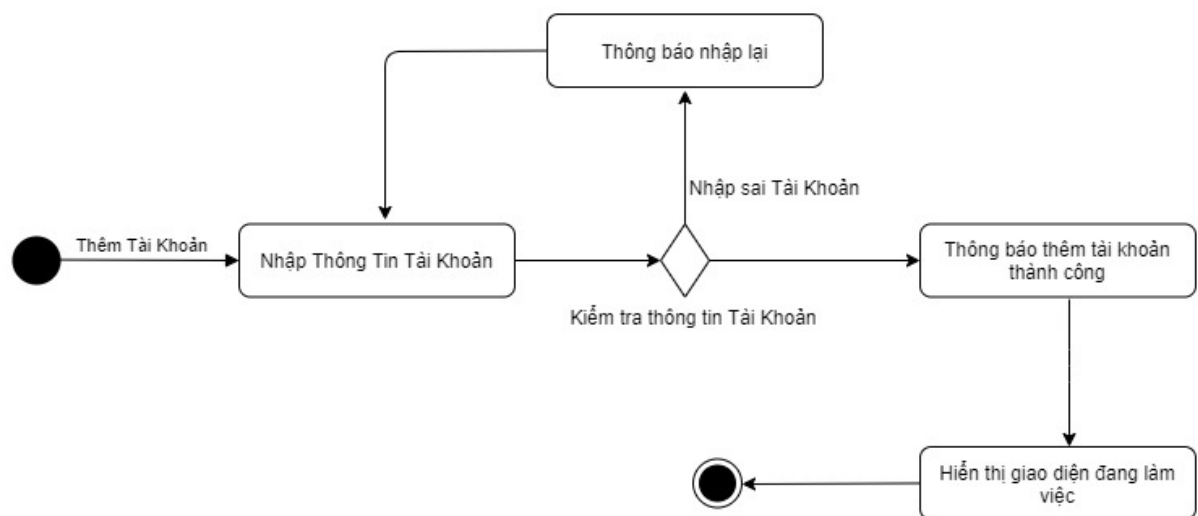 Thông báo nhập lại
Nhập sai Tài Khoản
Thêm Tài Khoản
Nhập Thông Tin Tài Khoản
Thông báo thêm tài khoản
thành công
Kiểm tra thông tin Tài Khoản
Hiển thị giao diện đang làm
việc